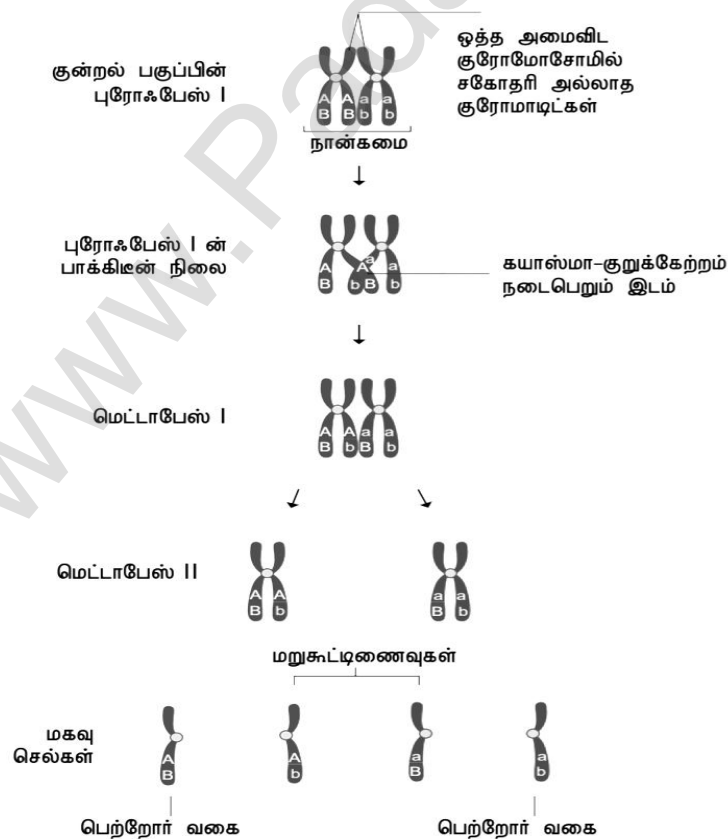 குன்றல் பகுப்பின்
புரோஃபேஸ் I
ஒத்த அமைவிட
குரோமோசோமில்
சகோதரி அல்லாத
குரோமாடிட்கள்
A A a a
B B b b
நான்கமை
புரோஃபேஸ் I ன்
பாக்கிடீன் நிலை
A A a a
B b B b
கயாஸ்மா-குறுக்கேற்றம்
நடைபெறும் இடம்
மெட்டாபேஸ் I
A A a a
B b B b
மெட்டாபேஸ் II
A A a a
B b B b
மறுகூட்டிணைவுகள்
மகவு
செல்கள்
A A a a
B b B b
பெற்றோர் வகை பெற்றோர் வகை